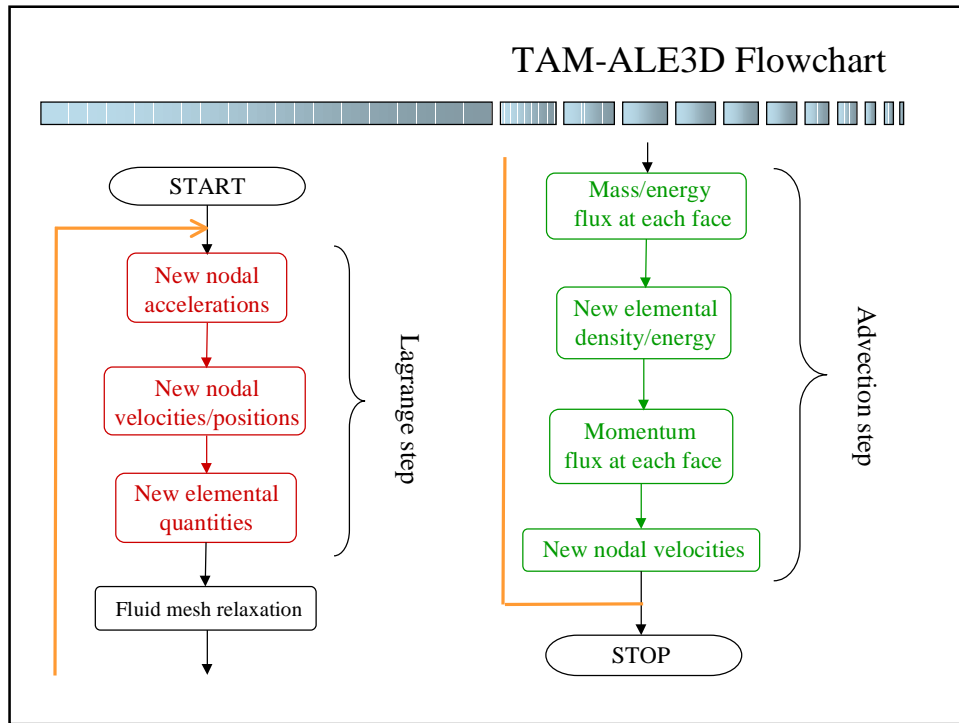 TAM-ALE3D Flowchart
START
New nodal
accelerations
New nodal
velocities/positions
New elemental
quantities
Lagrange step
Fluid mesh relaxation
Mass/energy
flux at each face
New elemental
density/energy
Momentum
flux at each face
New nodal velocities
Advection step
STOP